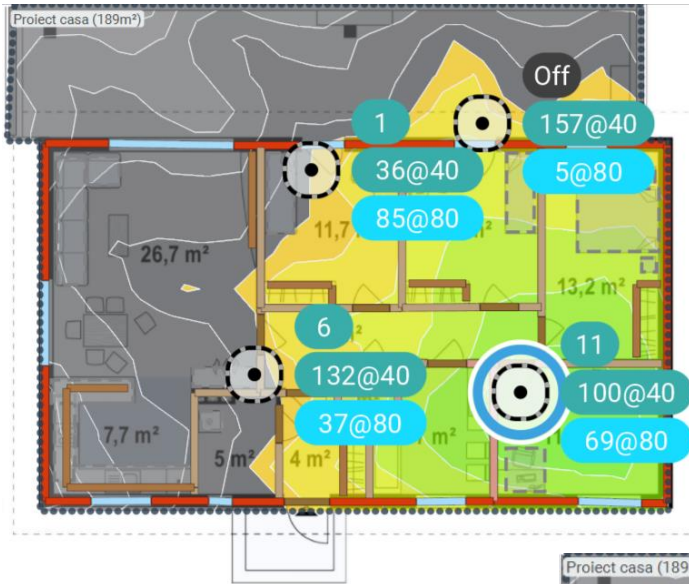 Proiect casa (189m²)
Off
1
157@40
36@40
5@80
85@80
11,7 m²
26,7 m²
13,2 m²
6
11
132@40
100@40
37@80
69@80
7,7 m²
5 m²
4 m²
Proiect casa (189